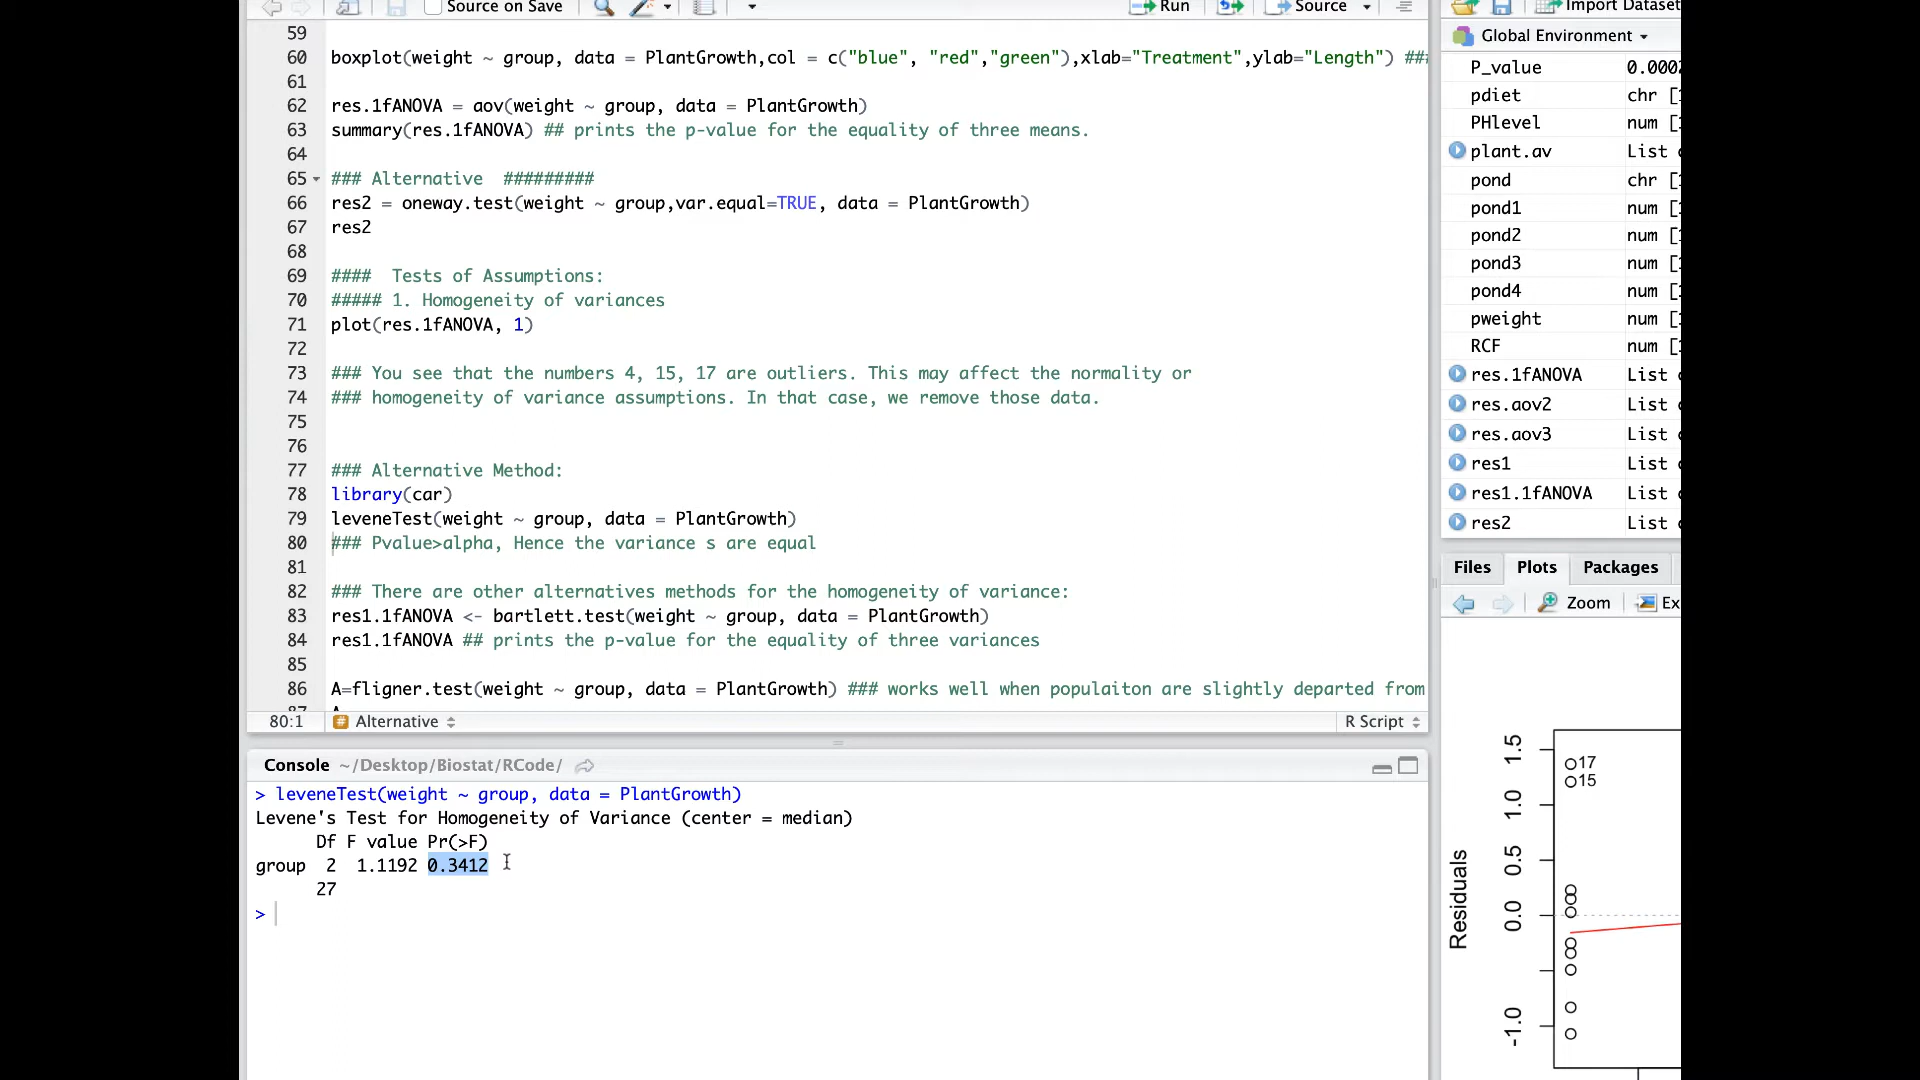 Source on Save
Run
Source
Import Dataset
Global Environment
59
60 boxplot(weight ~ group, data = PlantGrowth,col = c("blue", "red","green"),xlab="Treatment",ylab="Length") ###
61
62 res.1fANOVA = aov(weight ~ group, data = PlantGrowth)
63 summary(res.1fANOVA) ## prints the p-value for the equality of three means.
64
65 ### Alternative #########
66 res2 = oneway.test(weight ~ group,var.equal=TRUE, data = PlantGrowth)
67 res2
68
69 #### Tests of Assumptions:
70 ##### 1. Homogeneity of variances
71 plot(res.1fANOVA, 1)
72
73 ### You see that the numbers 4, 15, 17 are outliers. This may affect the normality or
74 ### homogeneity of variance assumptions. In that case, we remove those data.
75
76
77 ### Alternative Method:
78 library(car)
79 leveneTest(weight ~ group, data = PlantGrowth)
80 ### Pvalue>alpha, Hence the variance s are equal
81
82 ### There are other alternatives methods for the homogeneity of variance:
83 res1.1fANOVA <- bartlett.test(weight ~ group, data = PlantGrowth)
84 res1.1fANOVA ## prints the p-value for the equality of three variances
85
86 A=fligner.test(weight ~ group, data = PlantGrowth) ### works well when populaiton are slightly departed from
80:1 # Alternative
R Script
Console ~/Desktop/Biostat/RCode/
> leveneTest(weight ~ group, data = PlantGrowth)
Levene's Test for Homogeneity of Variance (center = median)
Df F value Pr(>F)
group 2 1.1192 0.3412
27
>
P_value 0.000
pdiet chr [
PHlevel num [
plant.av List
pond chr [
pond1 num [
pond2 num [
pond3 num [
pond4 num [
pweight num [
RCF num [
res.1fANOVA List
res.aov2 List
res.aov3 List
res1 List
res1.1fANOVA List
res2 List
Files Plots Packages
Zoom Ex
Residuals
1.5
1.0
0.5
0.0
-1.0
17
15